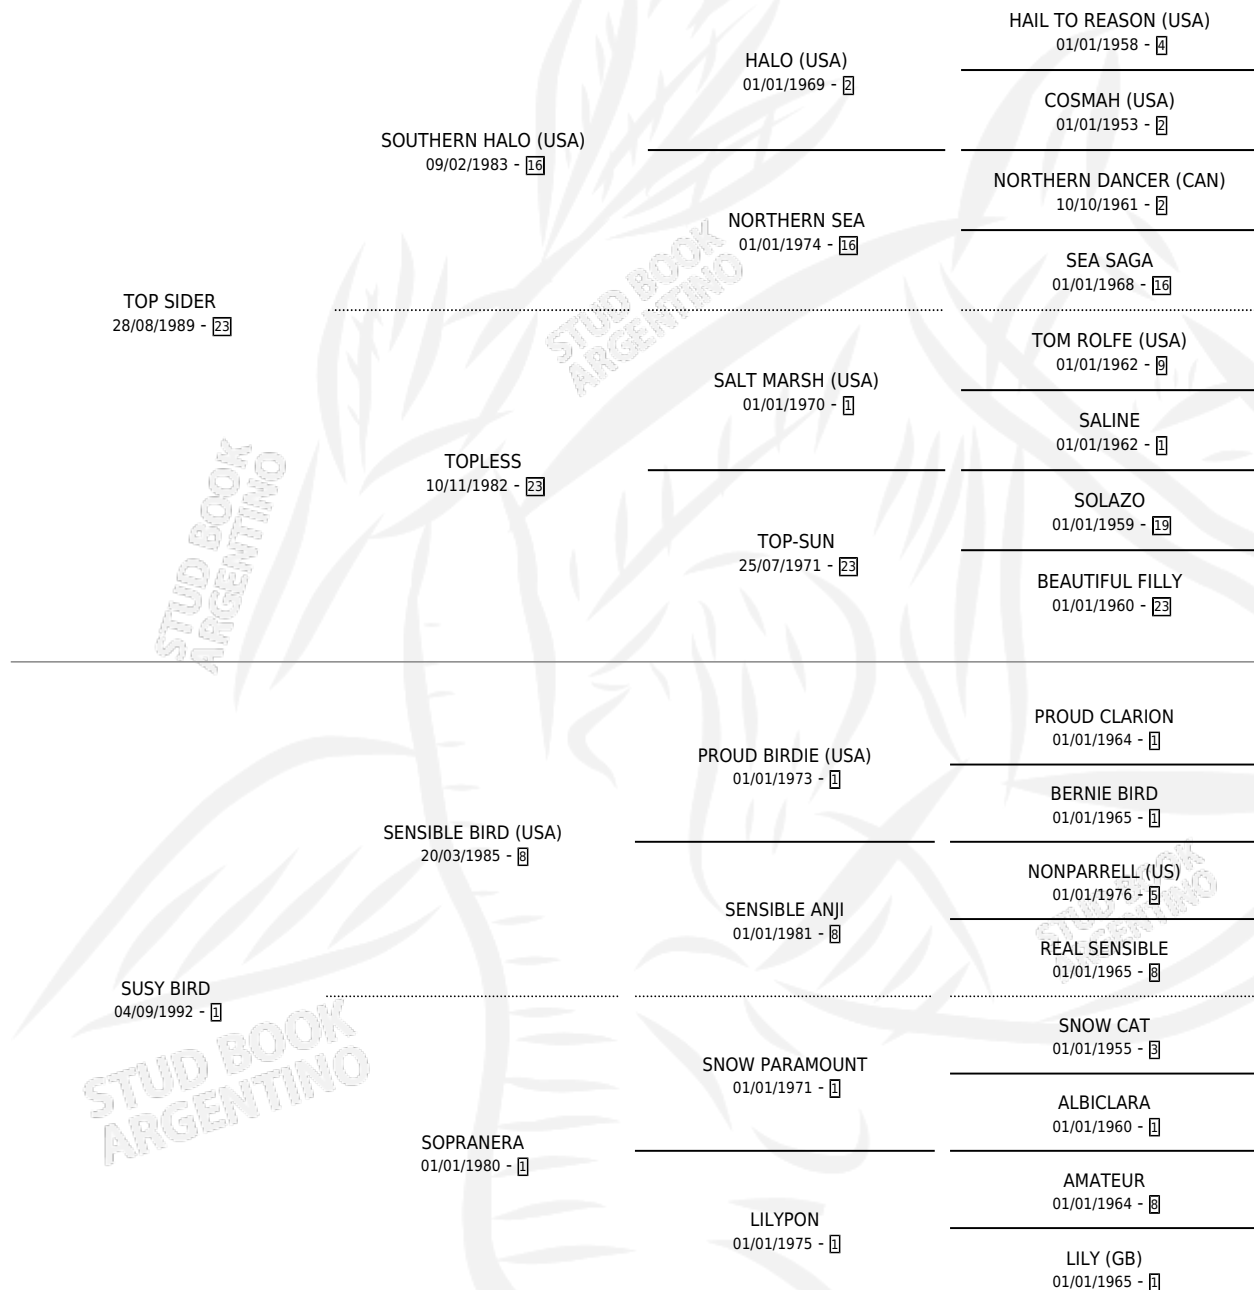 HAIL TO REASON (USA)
01/01/1958 - 4
HALO (USA)
01/01/1969 - 2
COSMAH (USA)
01/01/1953 - 2
SOUTHERN HALO (USA)
09/02/1983 - 16
NORTHERN DANCER (CAN)
10/10/1961 - 2
NORTHERN SEA
01/01/1974 - 16
SEA SAGA
01/01/1968 - 16
TOP SIDER
28/08/1989 - 23
STUD BOOK
ARGENTINO
TOM ROLFE (USA)
01/01/1962 - 9
SALT MARSH (USA)
01/01/1970 - 1
SALINE
01/01/1962 - 1
TOPLESS
10/11/1982 - 23
SOLAZO
01/01/1959 - 19
TOP-SUN
25/07/1971 - 23
BEAUTIFUL FILLY
01/01/1960 - 23
STUD BOOK
ARGENTINO
PROUD CLARION
01/01/1964 - 1
PROUD BIRDIE (USA)
01/01/1973 - 1
BERNIE BIRD
01/01/1965 - 1
SENSIBLE BIRD (USA)
20/03/1985 - 8
NONPARRELL (US)
01/01/1976 - 5
SENSIBLE ANJI
01/01/1981 - 8
REAL SENSIBLE
01/01/1965 - 8
STUD BOOK
ARGENTINO
SUSY BIRD
04/09/1992 - 1
SNOW CAT
01/01/1955 - 3
SNOW PARAMOUNT
01/01/1971 - 1
ALBICLARA
01/01/1960 - 1
STUD BOOK
ARGENTINO
SOPRANERA
01/01/1980 - 1
AMATEUR
01/01/1964 - 8
LILYPON
01/01/1975 - 1
LILY (GB)
01/01/1965 - 1